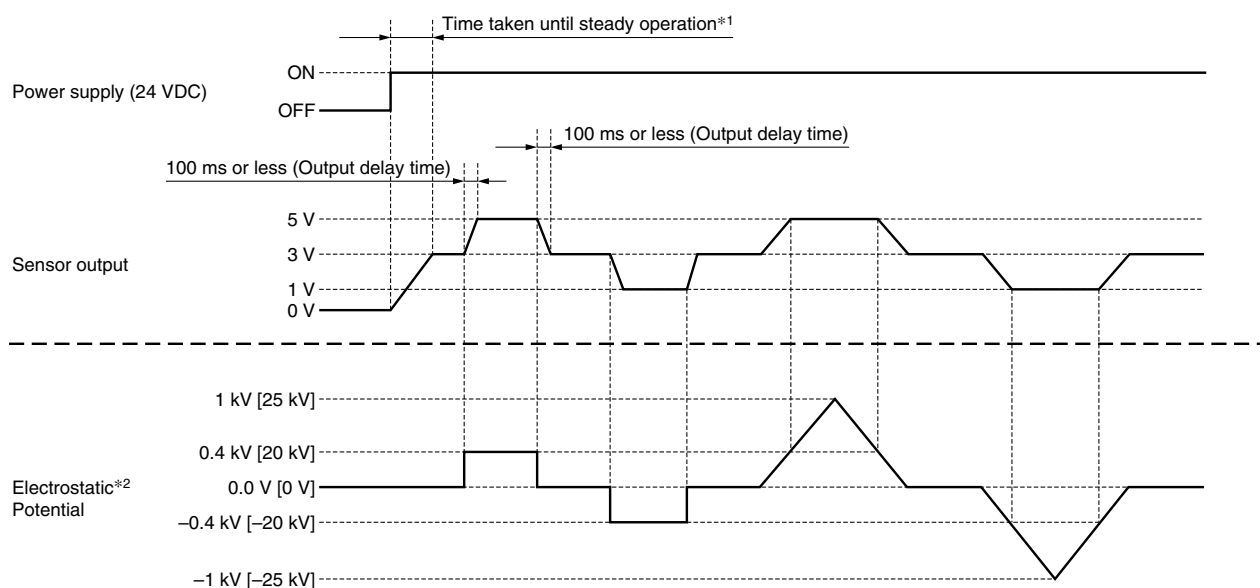 Time taken until steady operation*1
ON
Power supply (24 VDC)
OFF
100 ms or less (Output delay time)
100 ms or less (Output delay time)
5 V
3 V
Sensor output
1 V
0 V
1 kV [25 kV]
0.4 kV [20 kV]
0.0 V [0 V]
Electrostatic*2
Potential
–0.4 kV [–20 kV]
–1 kV [–25 kV]